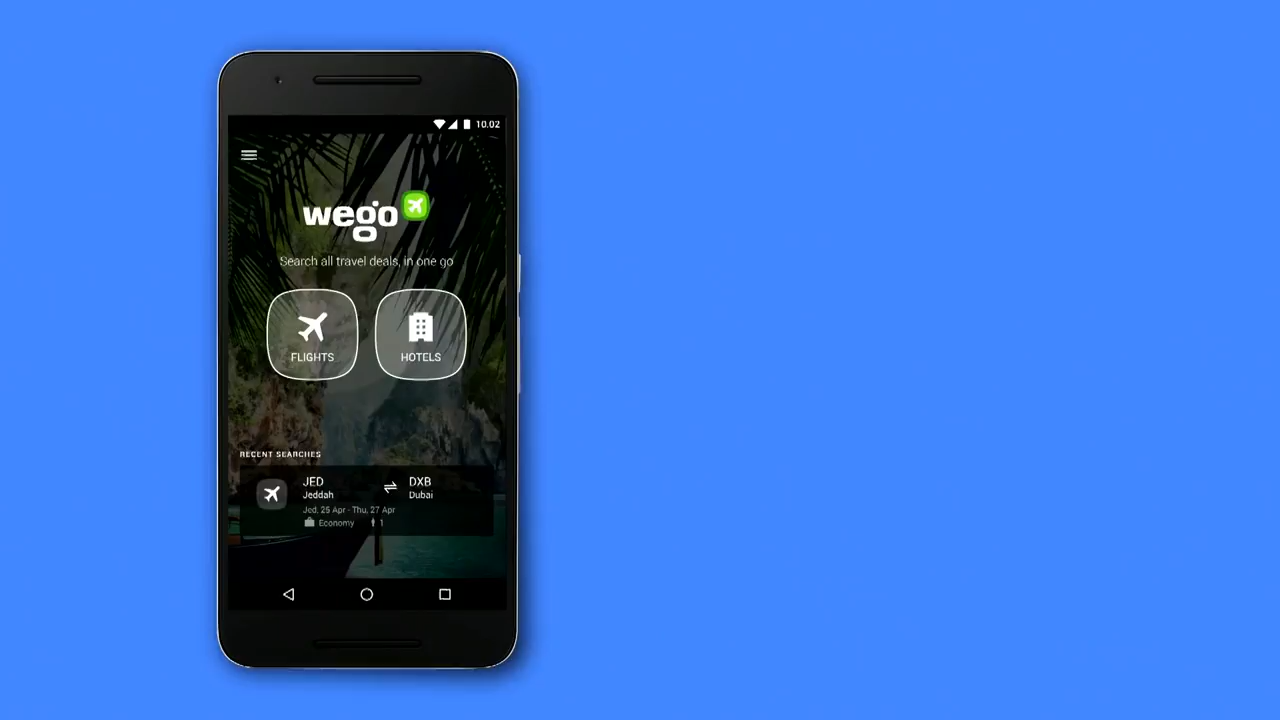 10.02
wego
Search all travel deals, in one go
FLIGHTS
HOTELS
RECENT SEARCHES
JED
DXB
Jeddah
Dubai
Jed, 25 Apr - Thu, 27 Apr
Economy
1